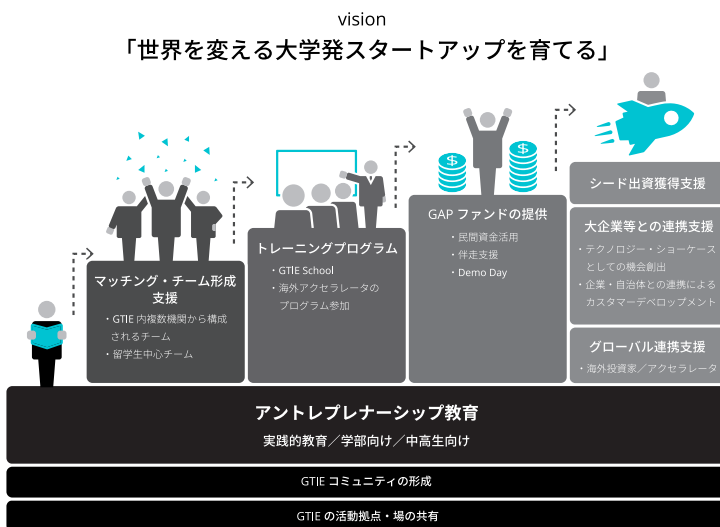 vision
「世界を変える大学発スタートアップを育てる」
マッチング・チーム形成
支援
・GTIE 内複数機関から構成
されるチーム
・留学生中心チーム
トレーニングプログラム
・GTIE School
・海外アクセラレータの
プログラム参加
GAP ファンドの提供
・民間資金活用
・伴走支援
・Demo Day
シード出資獲得支援
大企業等との連携支援
・テクノロジー・ショーケース
としての機会創出
・企業・自治体との連携による
カスタマーデベロップメント
グローバル連携支援
・海外投資家／アクセラレータ
アントレプレナーシップ教育
実践的教育／学部向け／中高生向け
GTIE コミュニティの形成
GTIE の活動拠点・場の共有
$
$